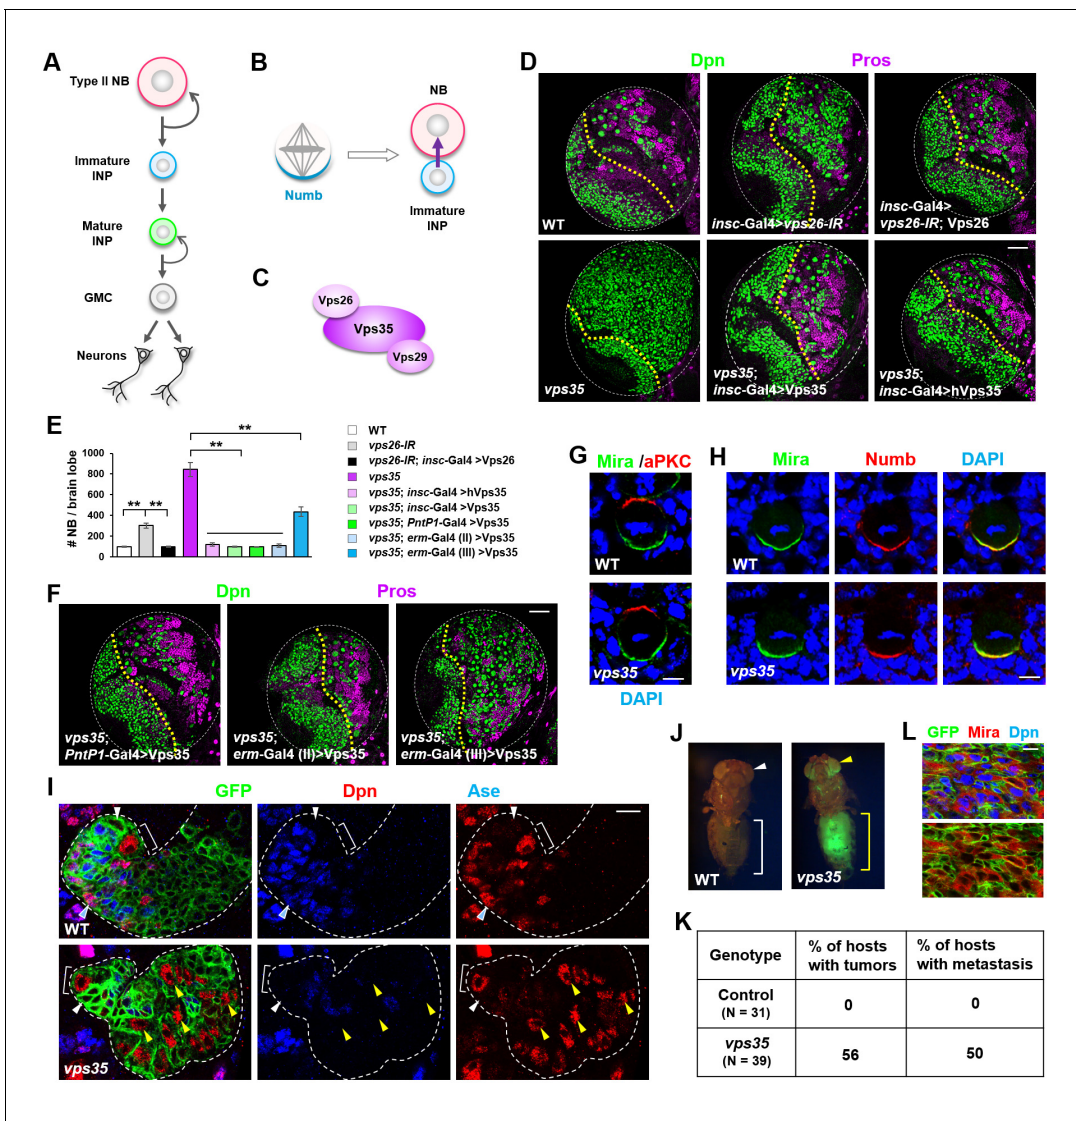 A
Type II NB
Immature
INP
Mature
INP
GMC
Neurons
B
NB
Numb
Immature
INP
C
Vps26
Vps35
Vps29
D
Dpn
Pros
WT
insc-Gal4>vps26-IR
insc-Gal4>
vps26-IR; Vps26
vps35
vps35;
insc-Gal4>Vps35
vps35;
insc-Gal4>hVps35
E
# NB / brain lobe
1000
800
600
400
200
0
**
**
**
**
WT
vps26-IR
vps26-IR; insc-Gal4 >Vps26
vps35
vps35; insc-Gal4 >hVps35
vps35; insc-Gal4 >Vps35
vps35; PntP1-Gal4 >Vps35
vps35; erm-Gal4 (II) >Vps35
vps35; erm-Gal4 (III) >Vps35
F
Dpn
Pros
vps35;
PntP1-Gal4>Vps35
vps35;
erm-Gal4 (II)>Vps35
vps35;
erm-Gal4 (III)>Vps35
G
Mira /aPKC
WT
vps35
DAPI
H
Mira
Numb
DAPI
WT
vps35
I
GFP
Dpn
Ase
WT
vps35
J
WT
vps35
K
Genotype
% of hosts
with tumors
% of hosts
with metastasis
Control
(N = 31)
0
0
vps35
(N = 39)
56
50
L
GFP Mira Dpn